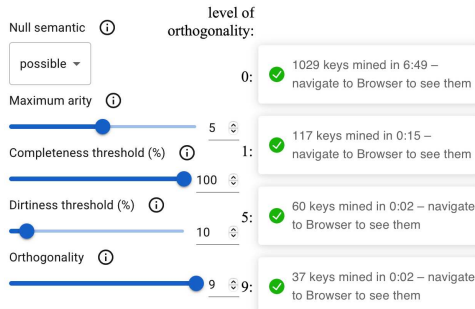 level of
orthogonality:
Null semantic
possible
Maximum arity
5
Completeness threshold (%)
100
Dirtiness threshold (%)
10
Orthogonality
9
0:
1029 keys mined in 6:49 –
navigate to Browser to see them
1:
117 keys mined in 0:15 –
navigate to Browser to see them
5:
60 keys mined in 0:02 – navigate
to Browser to see them
9:
37 keys mined in 0:02 – navigate
to Browser to see them